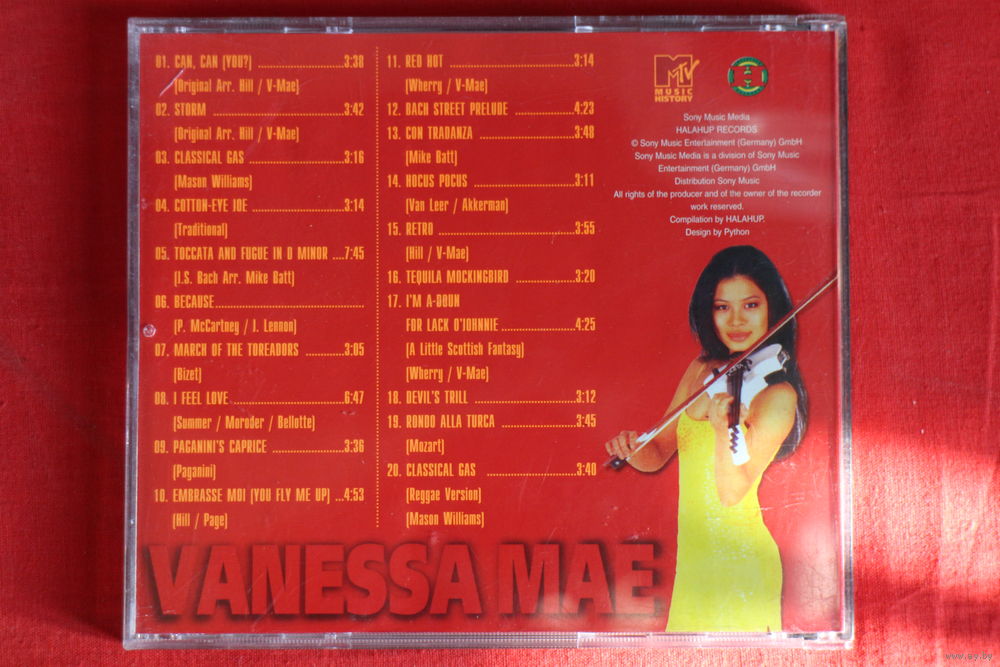 01. CAN, CAN (YOU?) ...3:38
(Original Arr. Hill / V-Mae)
02. STORM ...3:42
(Original Arr. Hill / V-Mae)
03. CLASSICAL GAS ...3:16
(Mason Williams)
04. COTTON-EYE JOE ...3:14
(Traditional)
05. TOCCATA AND FUGUE IN D MINOR ....7:45
(J.S. Bach Arr. Mike Batt)
06. BECAUSE...
(P. McCartney / J. Lennon)
07. MARCH OF THE TOREADORS ...3:05
(Bizet)
08. I FEEL LOVE ...6:47
(Summer / Moroder / Bellotte)
09. PAGANINI'S CAPRICE ...3:36
(Paganini)
10. EMBRASSE MOI (YOU FLY ME UP) ...4:53
(Hill / Page)
11. RED HOT ...3:14
(Wherry / V-Mae)
12. BACH STREET PRELUDE ...4:23
13. CON TRADANZA ...3:48
(Mike Batt)
14. HOCUS POCUS ...3:11
(Van Leer / Akkerman)
15. RETRO ...3:55
(Hill / V-Mae)
16. TEQUILA MOCKINGBIRD ...3:20
17. I'M A-DOUN
FOR LACK O'JOHNNIE ...4:25
(A Little Scottish Fantasy)
(Wherry / V-Mae)
18. DEVIL'S TRILL ...3:12
19. RONDO ALLA TURCA ...3:45
(Mozart)
20. CLASSICAL GAS ...3:40
(Reggae Version)
(Mason Williams)
MTV
MUSIC
HISTORY
Sony Music Media
HALAHUP RECORDS
© Sony Music Entertainment (Germany) GmbH
Sony Music Media is a division of Sony Music
Entertainment (Germany) GmbH
Distribution Sony Music
All rights of the producer and of the owner of the recorder
work reserved.
Compilation by HALAHUP.
Design by Python
VANESSA MAE
www.ay.by